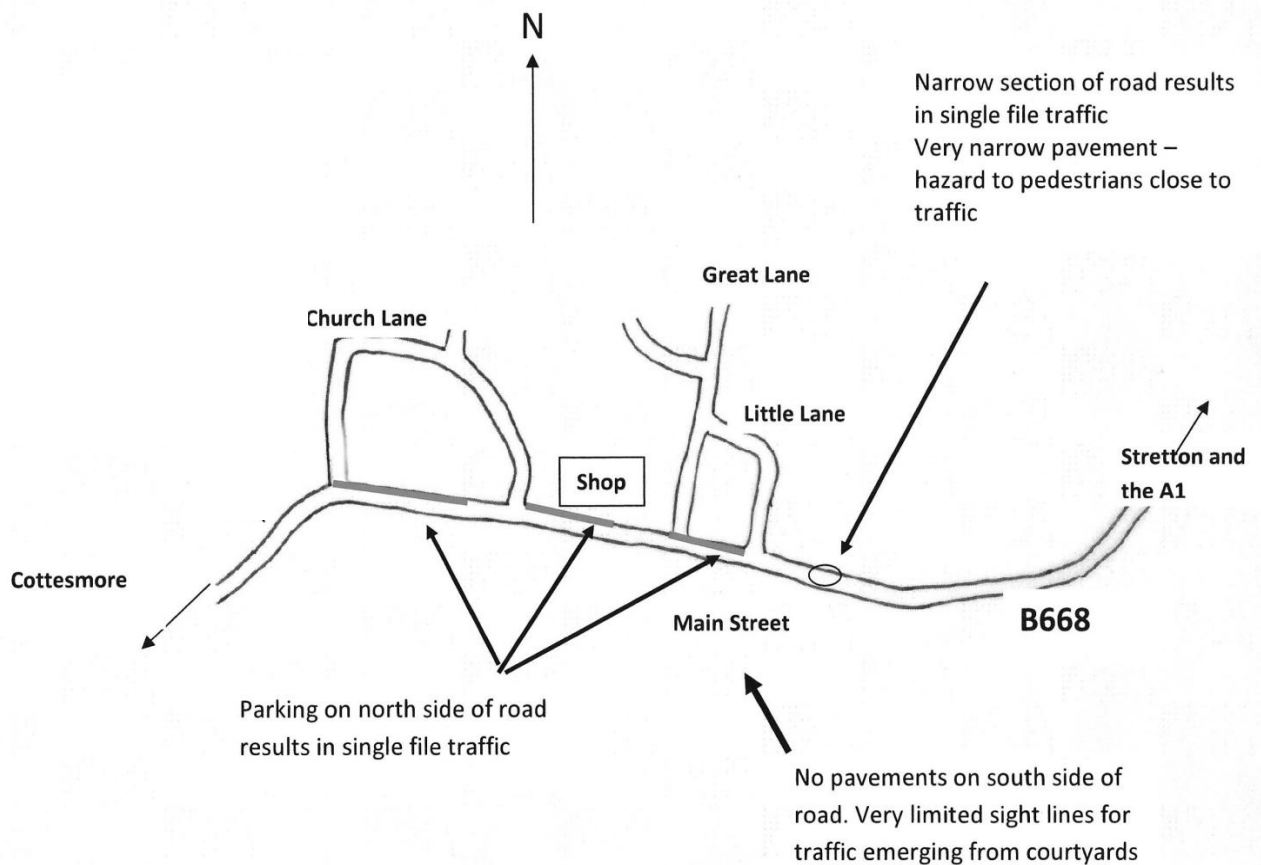 N
Narrow section of road results
in single file traffic
Very narrow pavement –
hazard to pedestrians close to
traffic
Great Lane
Church Lane
Little Lane
Stretton and
the A1
Shop
Cottesmore
Main Street
B668
Parking on north side of road
results in single file traffic
No pavements on south side of
road. Very limited sight lines for
traffic emerging from courtyards